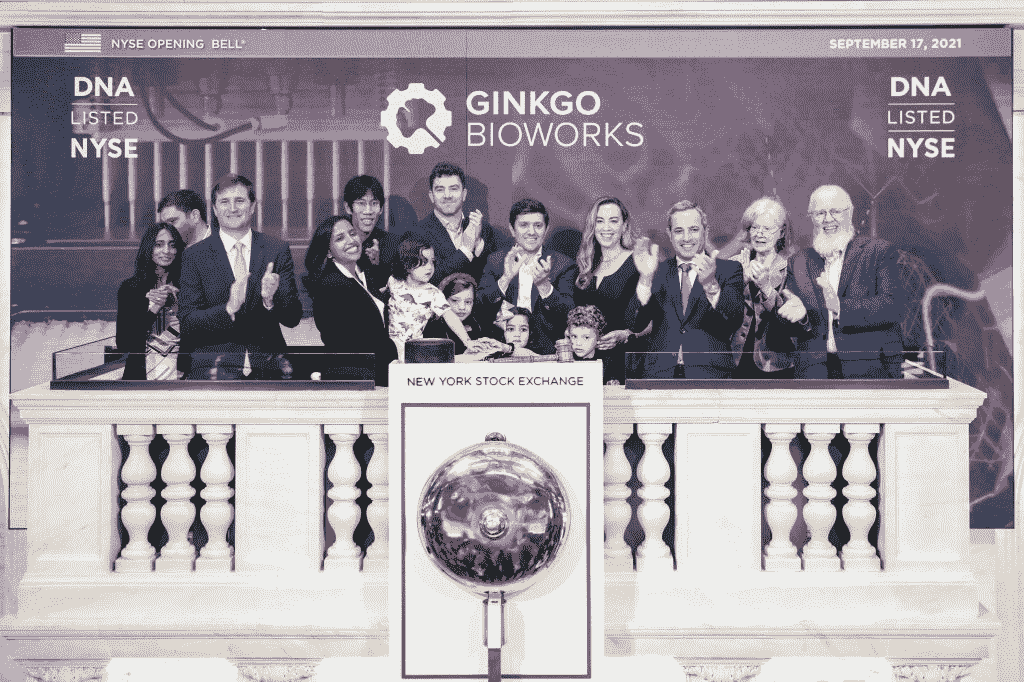 NYSE OPENING BELL®
SEPTEMBER 17, 2021
DNA
LISTED
NYSE
GINKGO
BIOWORKS
DNA
LISTED
NYSE
NEW YORK STOCK EXCHANGE